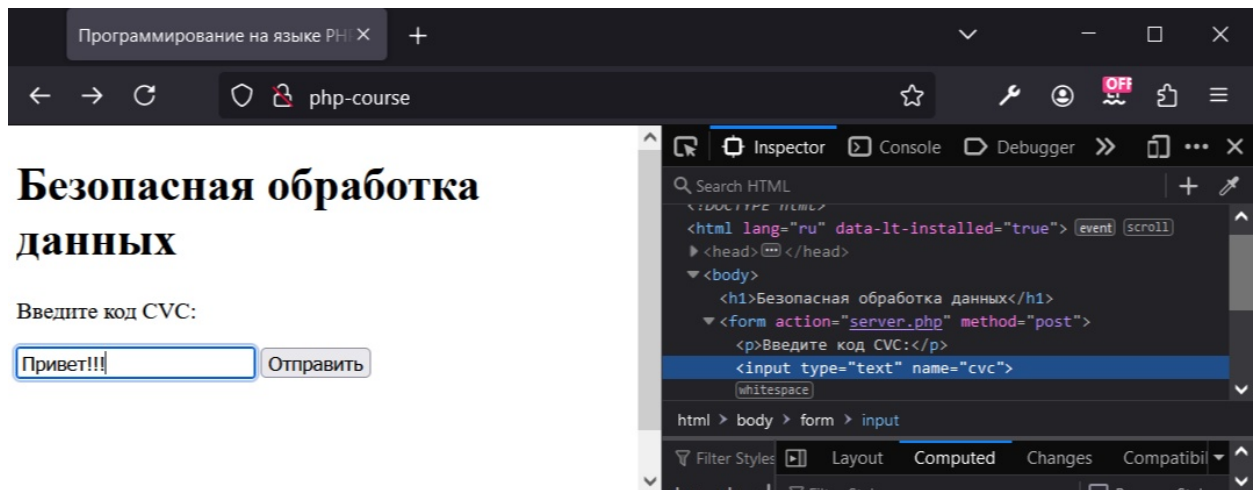 Программирование на языке PH
php-course
OFF
Безопасная обработка
данных
Введите код CVC:
Привет!!!
Отправить
Inspector
Console
Debugger
Search HTML
<!DOCTYPE html>
<html lang="ru" data-lt-installed="true"> event scroll
<head> </head>
<body>
<h1>Безопасная обработка данных</h1>
<form action="server.php" method="post">
<p>Введите код CVC:</p>
<input type="text" name="cvc">
whitespace
html > body > form > input
Filter Styles Layout Computed Changes Compatibil